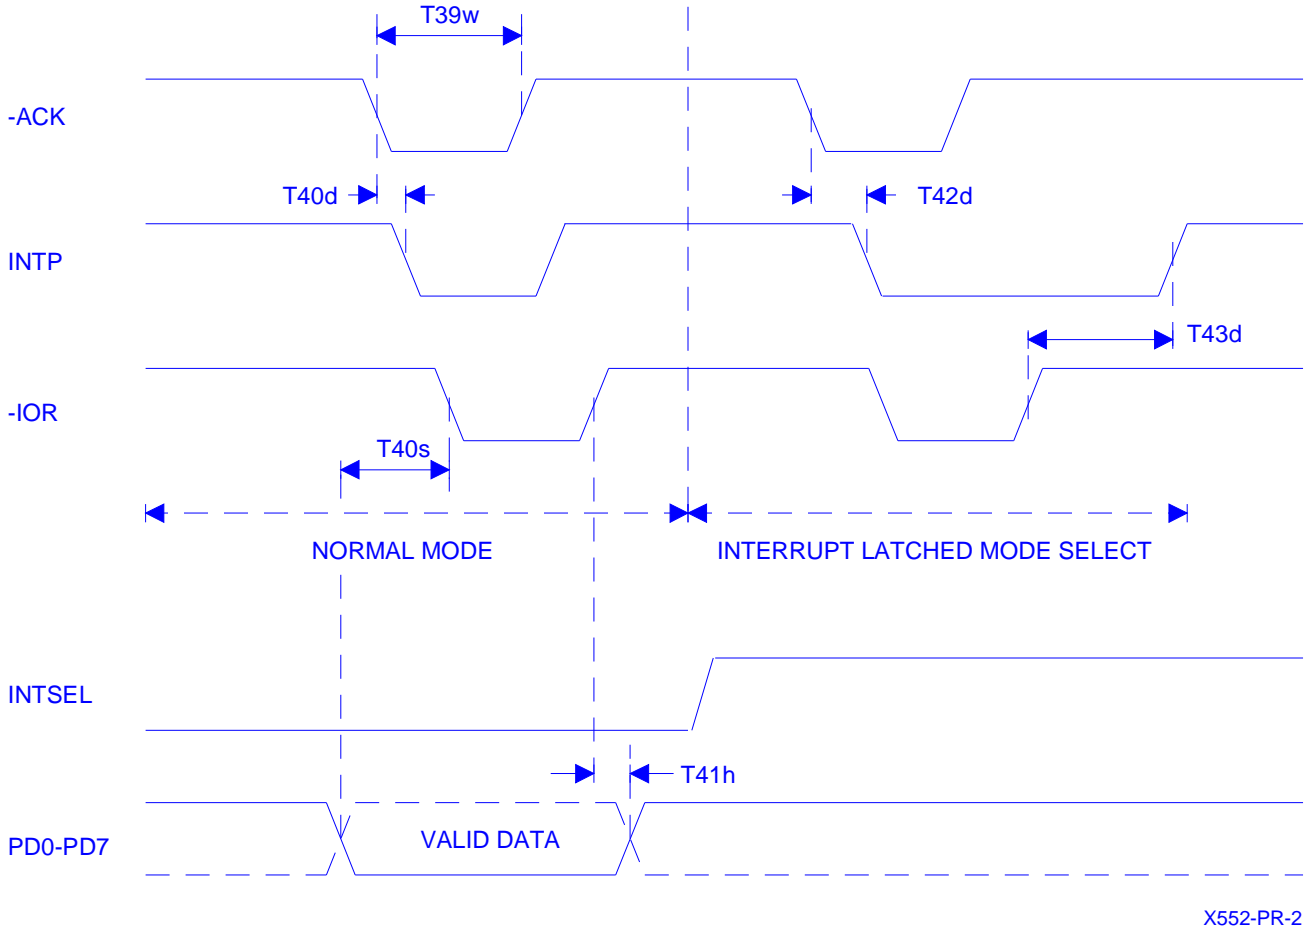 T39w
-ACK
T40d
T42d
INTP
T43d
-IOR
T40s
NORMAL MODE
INTERRUPT LATCHED MODE SELECT
INTSEL
T41h
PD0-PD7
VALID DATA
X552-PR-2